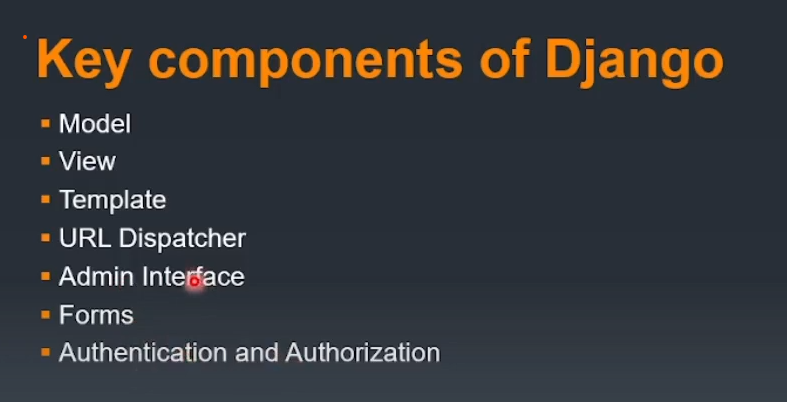 Key components of Django
Model
View
Template
URL Dispatcher
Admin Interface
Forms
Authentication and Authorization